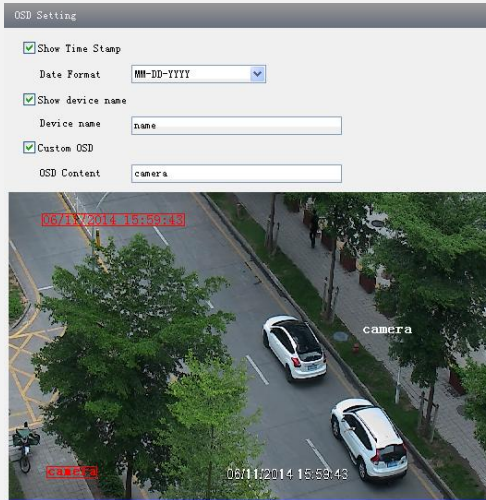 OSD Setting
Show Time Stamp
Date Format MM-DD-YYYY
Show device name
Device name name
Custom OSD
OSD Content camera
06/11/2014 15:59:43
camera
camera
06/11/2014 15:59:43